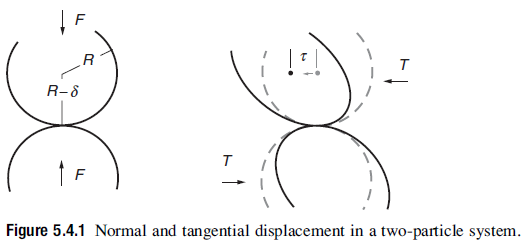 F
R
R–δ
F
τ
T
T
Figure 5.4.1 Normal and tangential displacement in a two-particle system.